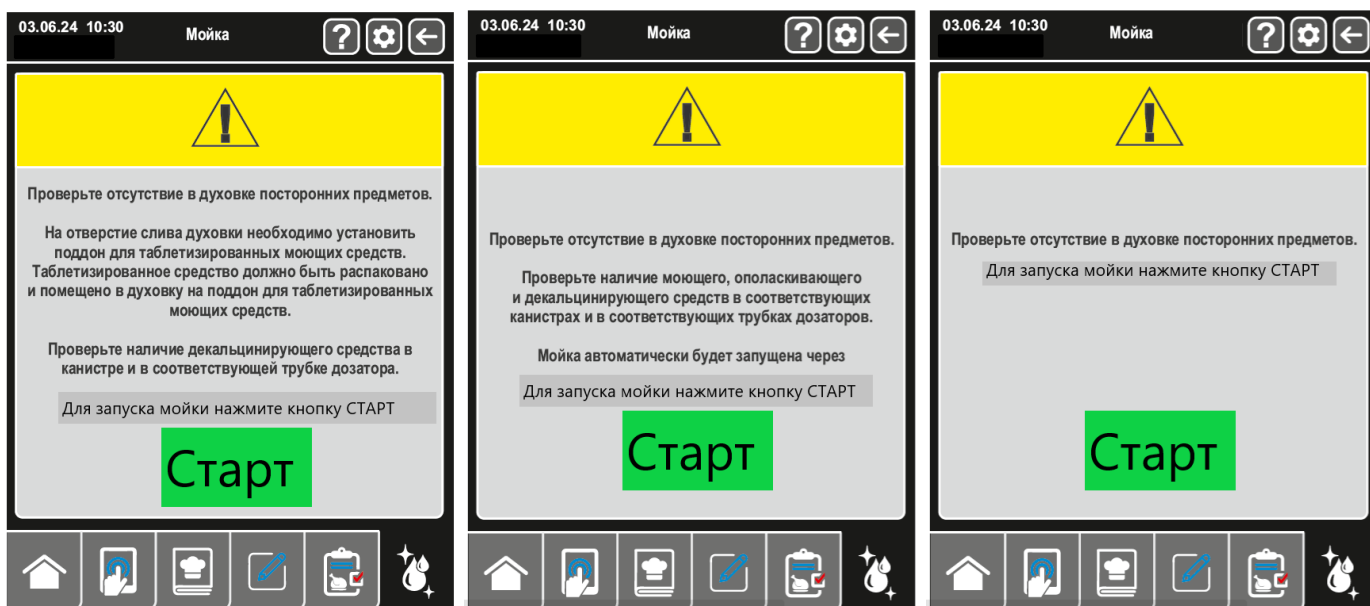 03.06.24 10:30
Мойка
?
Проверьте отсутствие в духовке посторонних предметов.
На отверстие слива духовки необходимо установить
поддон для таблетизированных моющих средств.
Таблетизированное средство должно быть распаковано
и помещено в духовку на поддон для таблетизированных
моющих средств.
Проверьте наличие декальцинирующего средства в
канистре и в соответствующей трубке дозатора.
Для запуска мойки нажмите кнопку СТАРТ
Старт
03.06.24 10:30
Мойка
?
Проверьте отсутствие в духовке посторонних предметов.
Проверьте наличие моющего, ополаскивающего
и декальцинирующего средств в соответствующих
канистрах и в соответствующих трубках дозаторов.
Мойка автоматически будет запущена через
Для запуска мойки нажмите кнопку СТАРТ
Старт
03.06.24 10:30
Мойка
?
Проверьте отсутствие в духовке посторонних предметов.
Для запуска мойки нажмите кнопку СТАРТ
Старт